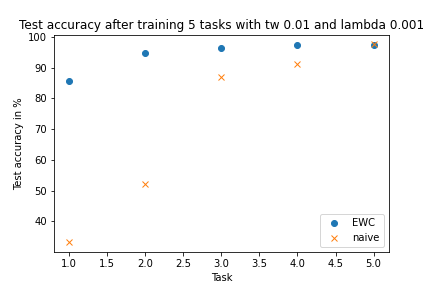 Test accuracy after training 5 tasks with tw 0.01 and lambda 0.001
100
90
80
70
60
50
40
Test accuracy in %
EWC
naive
1.0 1.5 2.0 2.5 3.0 3.5 4.0 4.5 5.0
Task